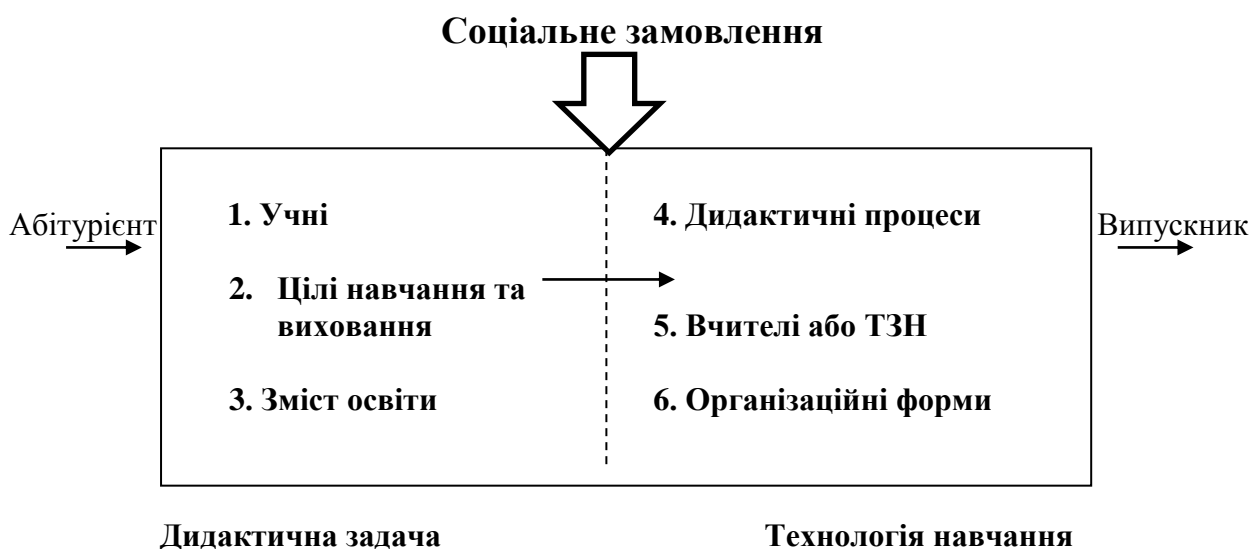 Соціальне замовлення
Абітурієнт
1. Учні
2. Цілі навчання та
виховання
3. Зміст освіти
4. Дидактичні процеси
5. Вчителі або ТЗН
6. Організаційні форми
Випускник
Дидактична задача
Технологія навчання